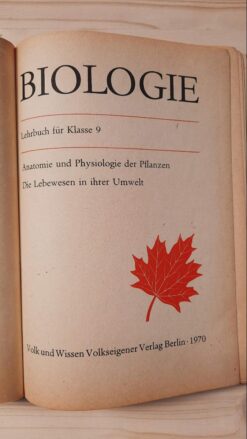 BIOLOGIE
Lehrbuch für Klasse 9
Anatomie und Physiologie der Pflanzen
Die Lebewesen in ihrer Umwelt
Volk und Wissen Volkseigener Verlag Berlin · 1970